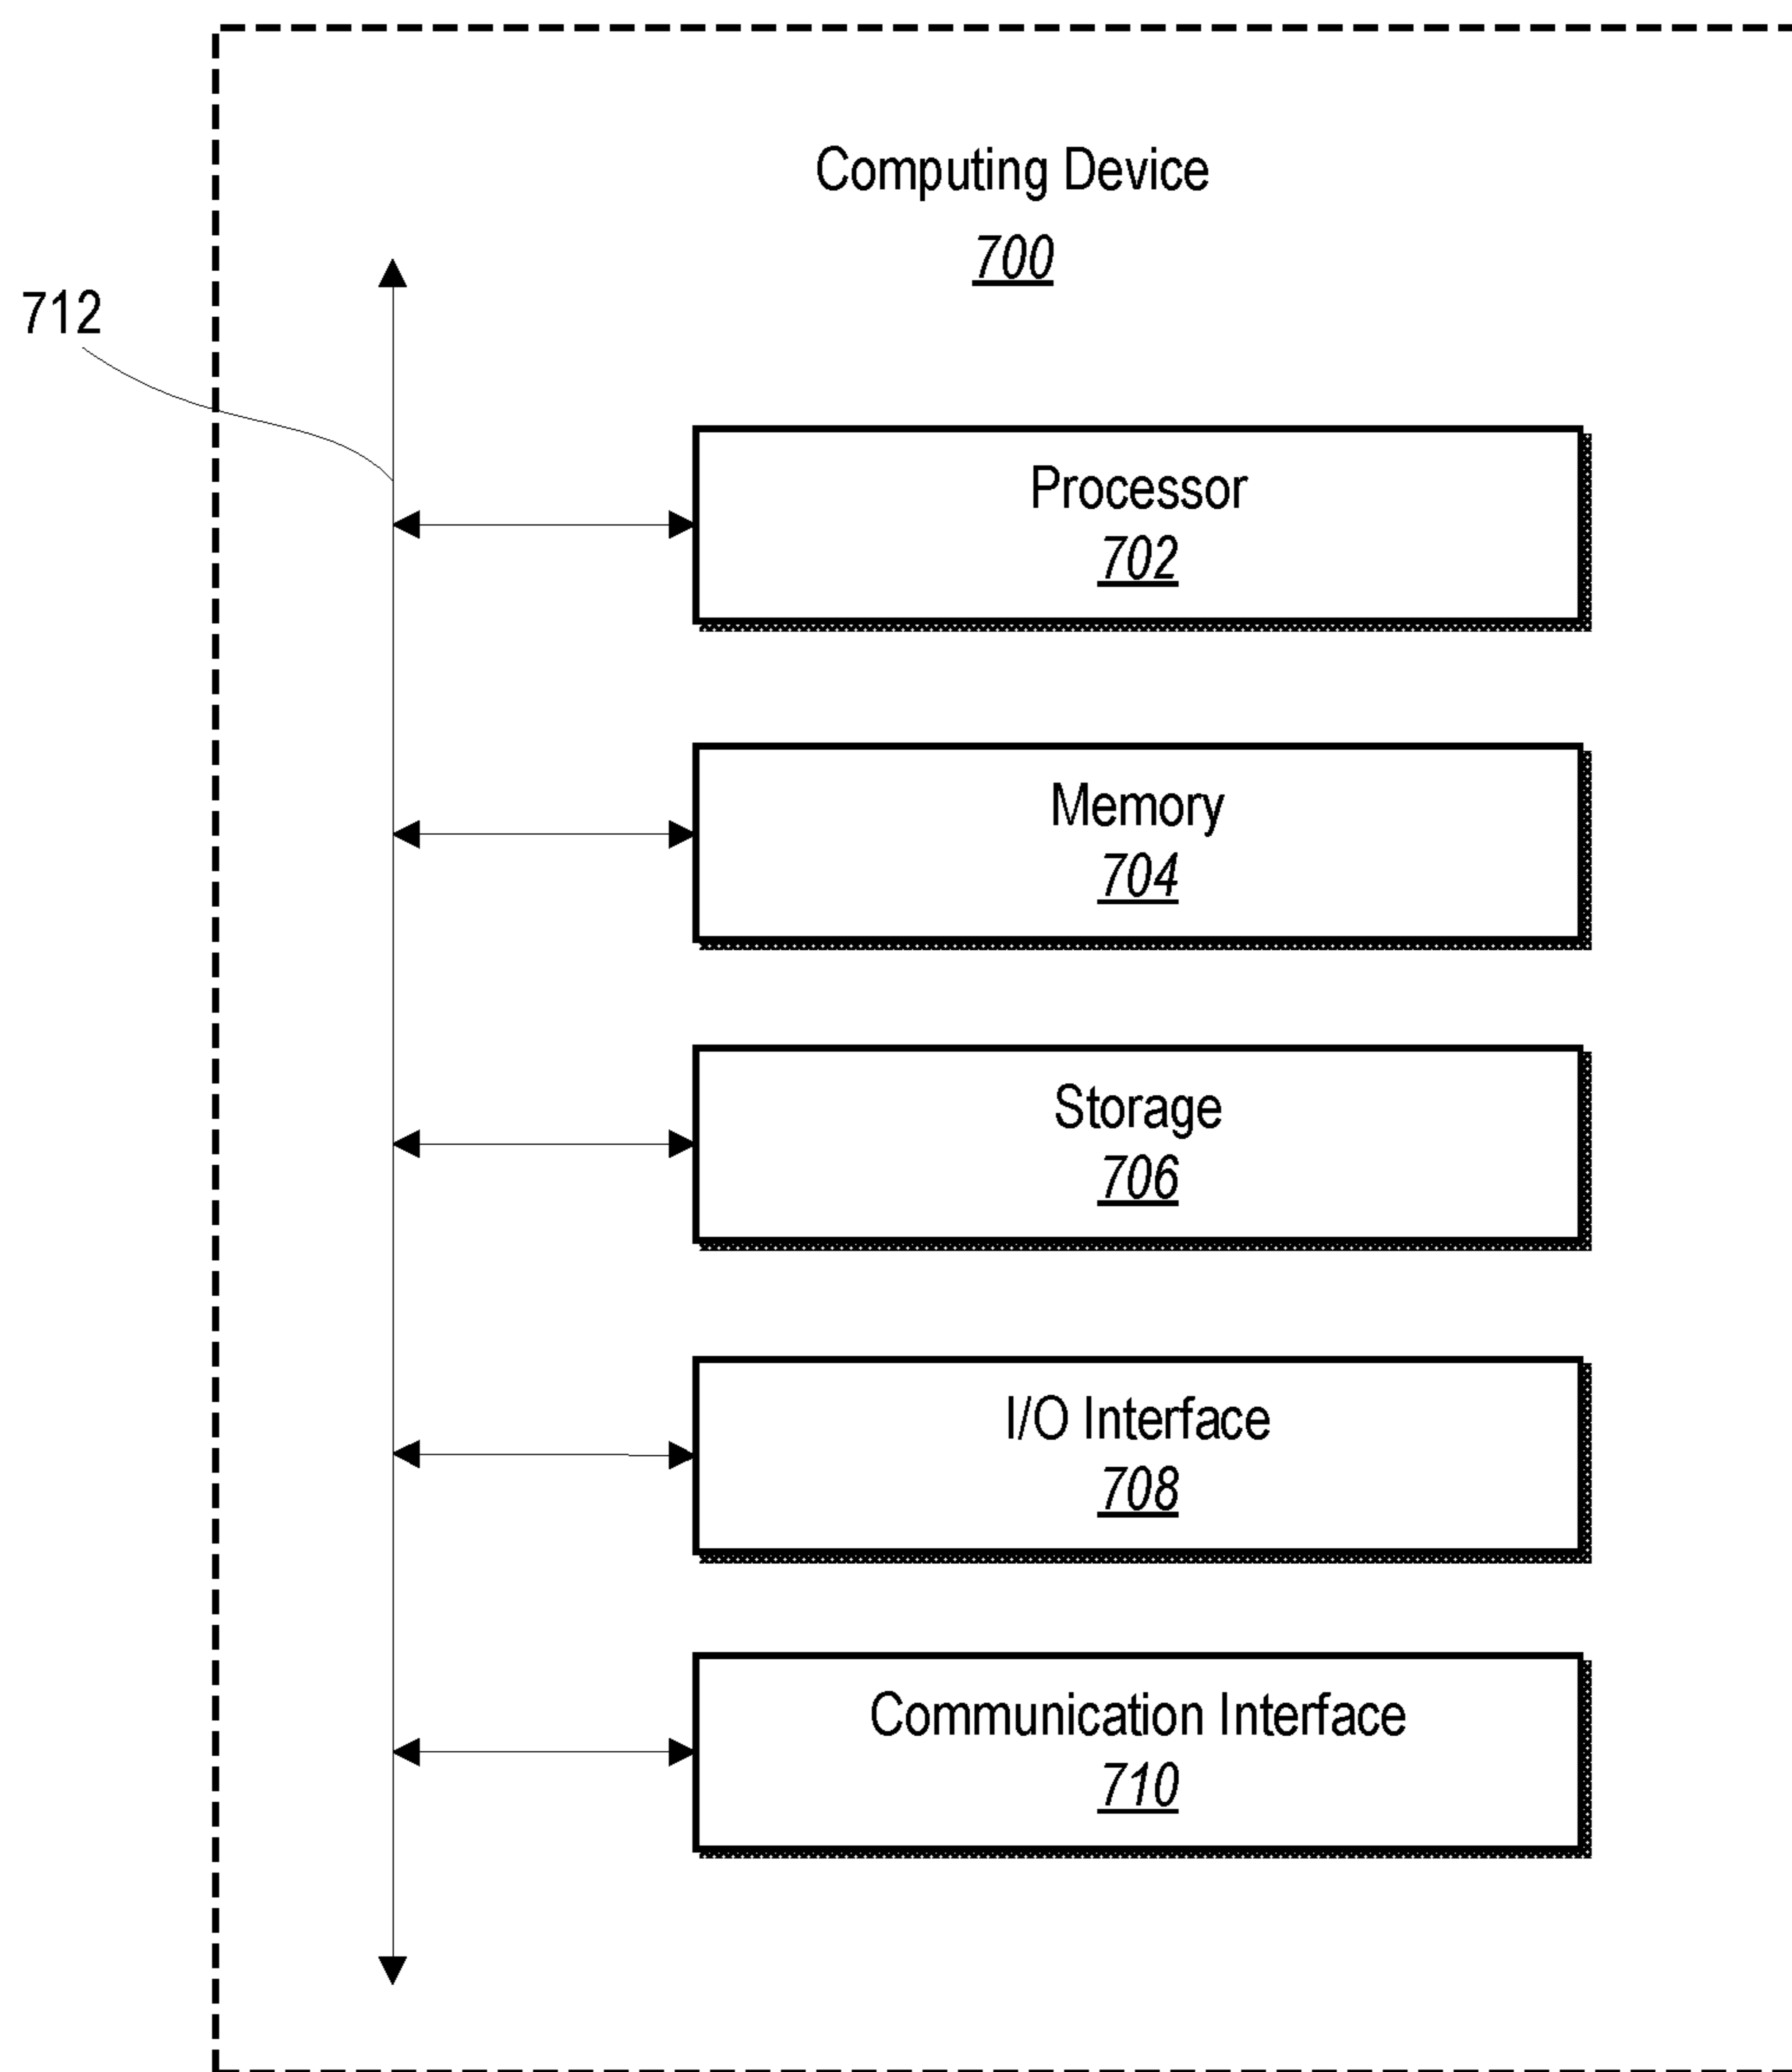 Computing Device
700
712
Processor
702
Memory
704
Storage
706
I/O Interface
708
Communication Interface
710